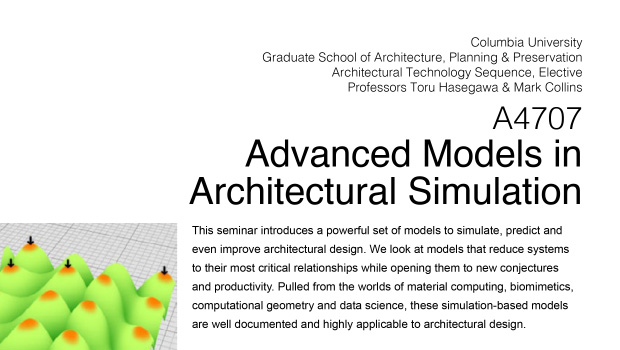 Columbia University
Graduate School of Architecture, Planning & Preservation
Architectural Technology Sequence, Elective
Professors Toru Hasegawa & Mark Collins
A4707
Advanced Models in
Architectural Simulation
This seminar introduces a powerful set of models to simulate, predict and
even improve architectural design. We look at models that reduce systems
to their most critical relationships while opening them to new conjectures
and productivity. Pulled from the worlds of material computing, biomimetics,
computational geometry and data science, these simulation-based models
are well documented and highly applicable to architectural design.